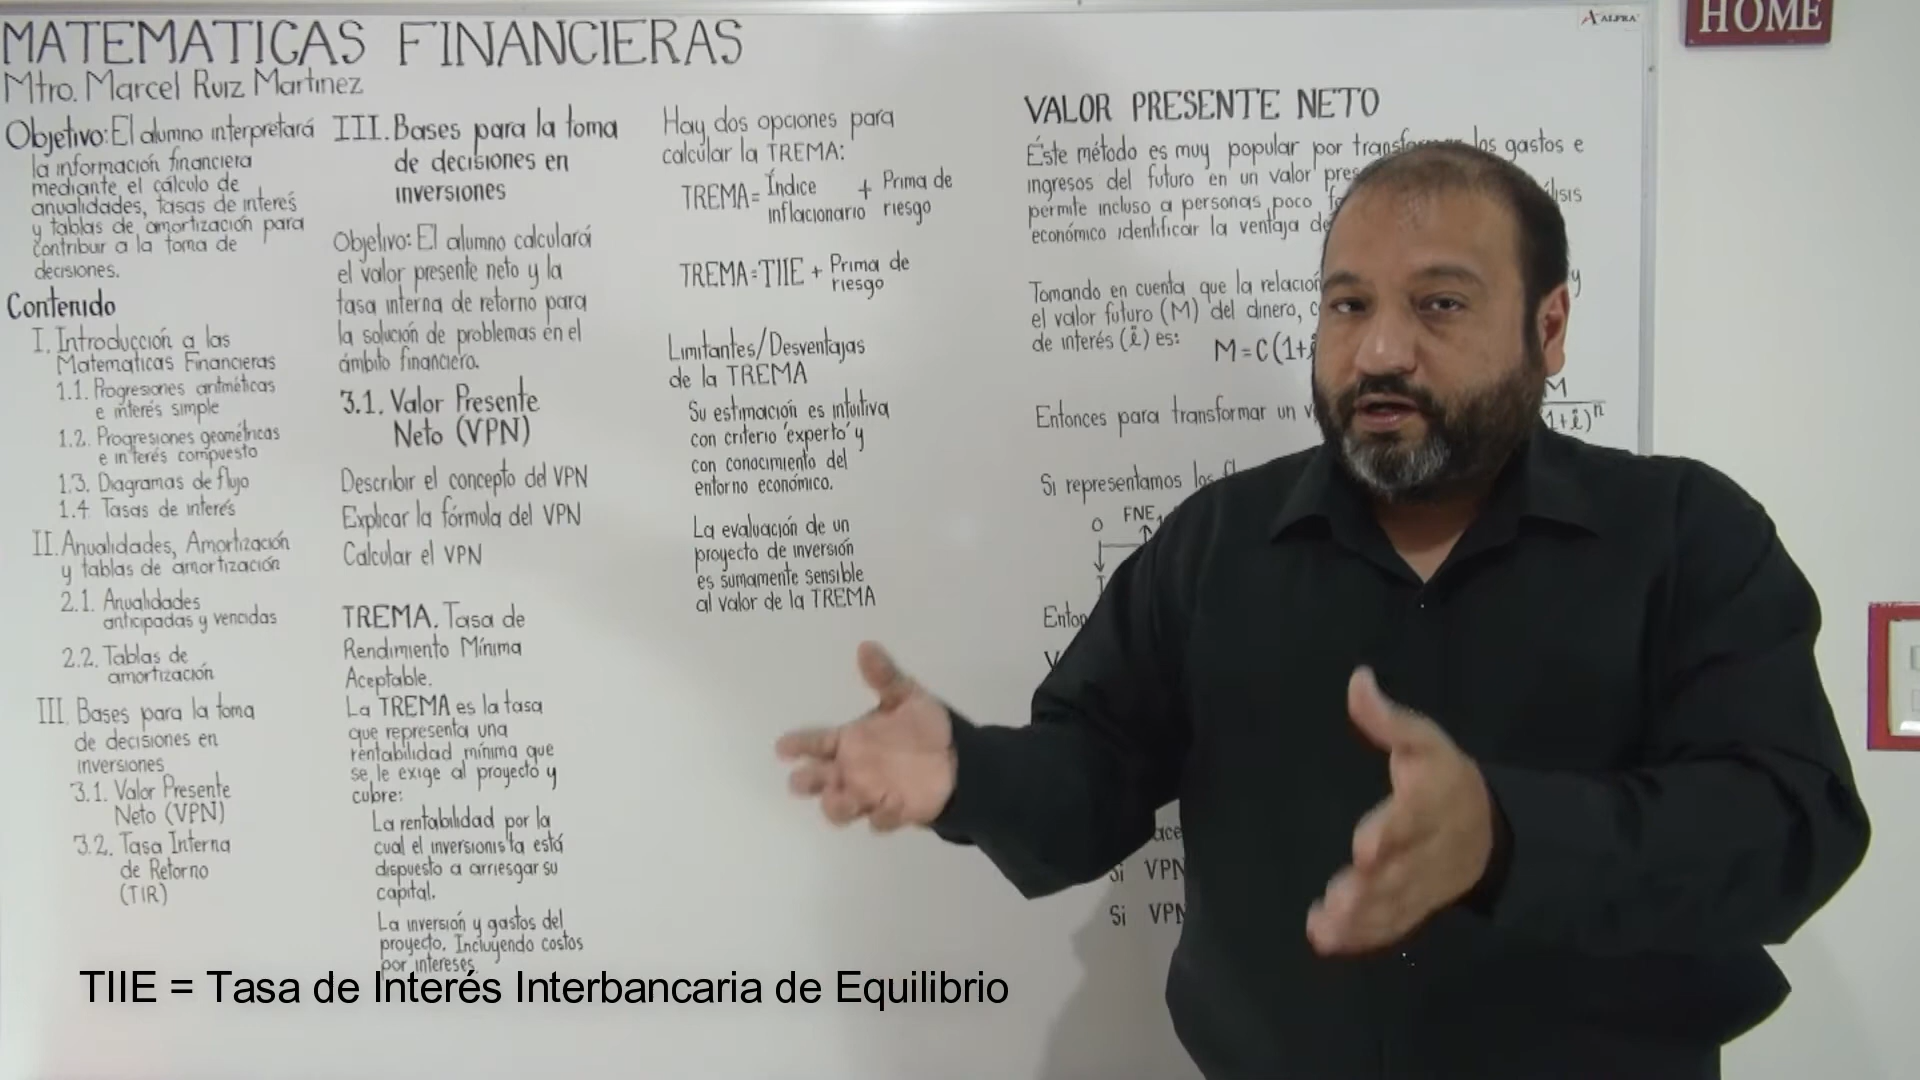 MATEMATICAS FINANCIERAS
Mtro. Marcel Ruiz Martinez
Objetivo: El alumno interpretará
la información financiera
mediante el cálculo de
anualidades, tasas de interés
y tablas de amortización para
contribuir a la toma de
decisiones.
Contenido
I. Introducción a las
Matematicas Financieras
1.1. Progresiones aritméticas
e interés simple
1.2. Progresiones geométricas
e interés compuesto
1.3. Diagramas de flujo
1.4. Tasas de interés
II. Anualidades, Amortización
y tablas de amortización
2.1. Anualidades
anticipadas y vencidas
2.2. Tablas de
amortización
III. Bases para la toma
de decisiones en
inversiones
3.1. Valor Presente
Neto (VPN)
3.2. Tasa Interna
de Retorno
(TIR)
III. Bases para la toma
de decisiones en
inversiones
Objetivo: El alumno calculará
el valor presente neto y la
tasa interna de retorno para
la solución de problemas en el
ámbito financiero.
3.1. Valor Presente
Neto (VPN)
Describir el concepto del VPN
Explicar la fórmula del VPN
Calcular el VPN
TREMA. Tasa de
Rendimiento Mínima
Aceptable.
La TREMA es la tasa
que representa una
rentabilidad mínima que
se le exige al proyecto y
cubre:
La rentabilidad por la
cual el inversionista está
dispuesto a arriesgar su
capital.
La inversión y gastos del
proyecto. Incluyendo costos
por intereses.
Hay dos opciones para
calcular la TREMA:
TREMA = Índice inflacionario + Prima de riesgo
TREMA = TIIE + Prima de riesgo
Limitantes/Desventajas
de la TREMA
Su estimación es intuitiva
con criterio 'experto' y
con conocimiento del
entorno económico.
La evaluación de un
proyecto de inversión
es sumamente sensible
al valor de la TREMA
VALOR PRESENTE NETO
Este método es muy popular por los gastos e
ingresos del futuro en un valor
permite incluso a personas poco
económico identificar la ventaja
Tomando en cuenta que la relación y
el valor futuro (M) del dinero,
de interés (i) es: M = C(1+i
Entonces para transformar un M
(1+i)ⁿ
Si representamos los
0 FNE₁
Si VPN
Si VPN
ALFRA
HOME
TIIE = Tasa de Interés Interbancaria de Equilibrio